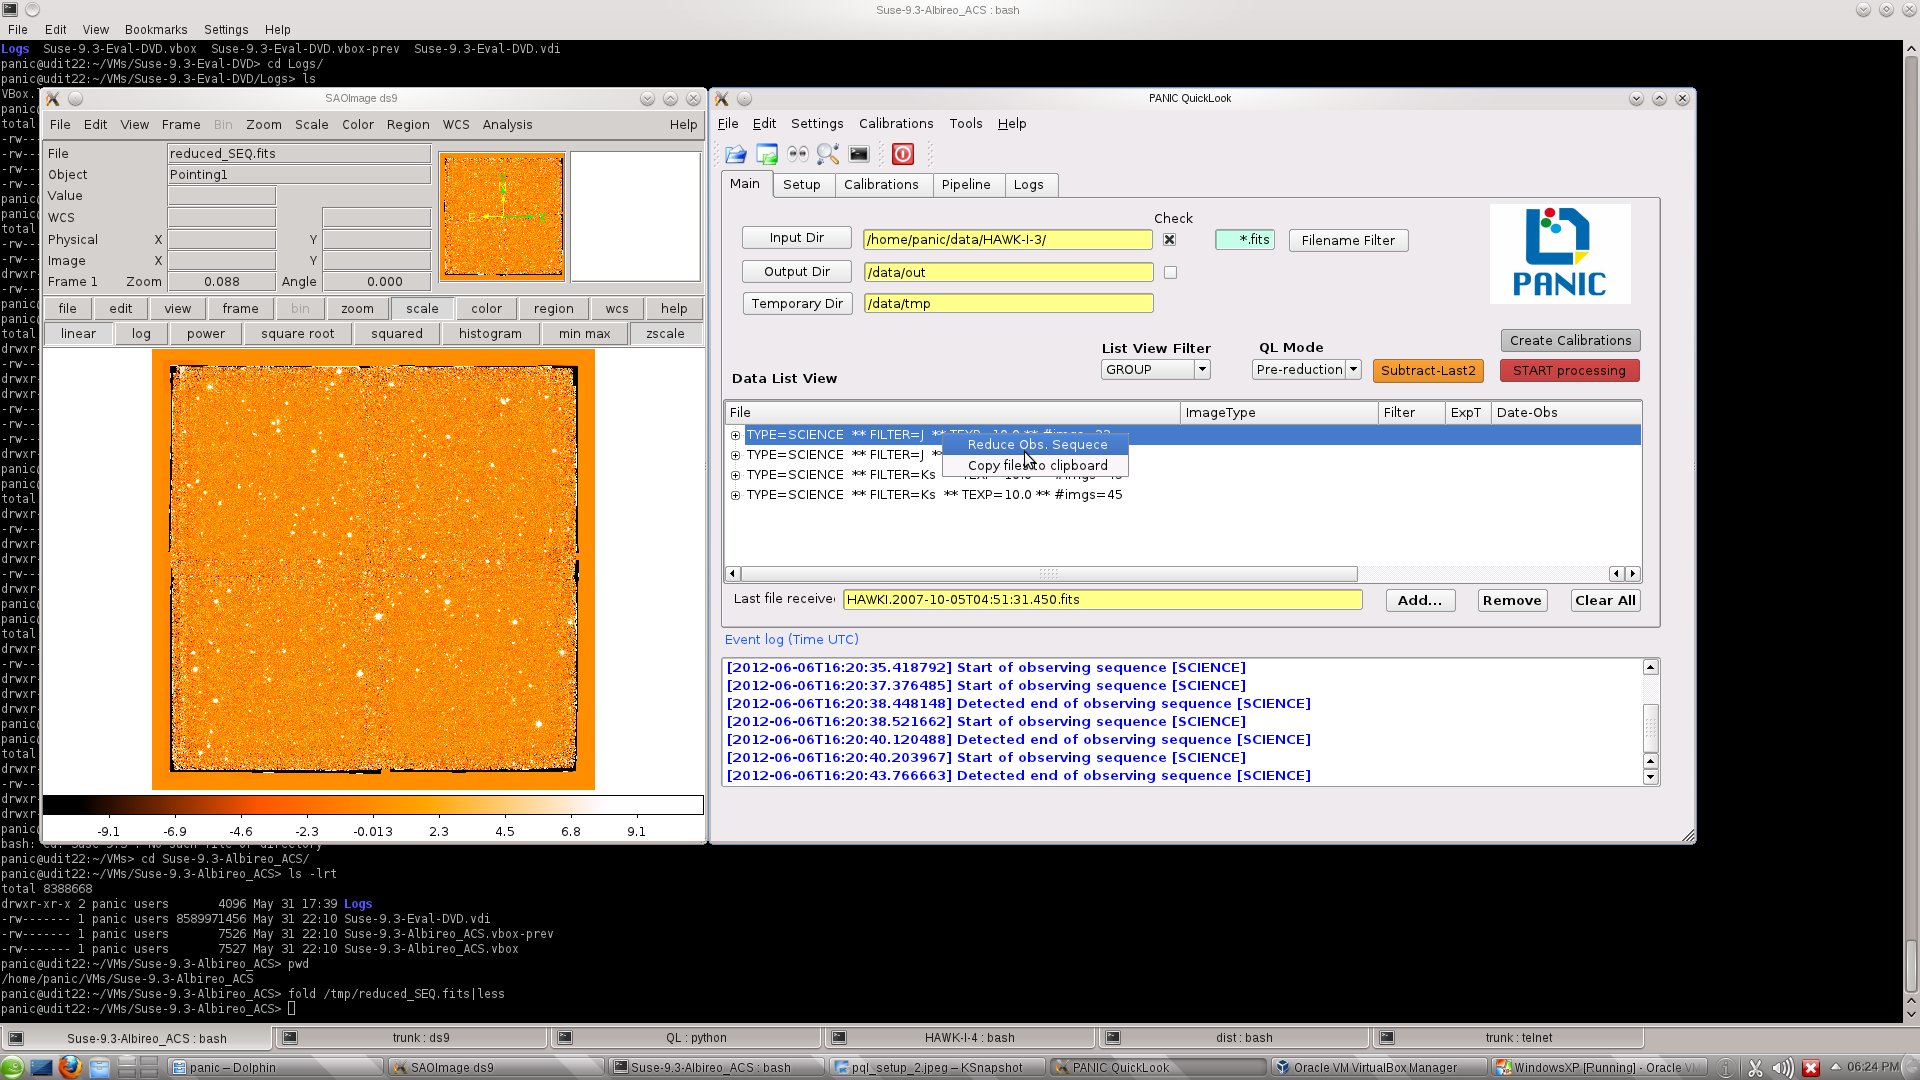 Suse-9.3-Albireo_ACS : bash
File Edit View Bookmarks Settings Help
Logs Suse-9.3-Eval-DVD.vbox Suse-9.3-Eval-DVD.vbox-prev Suse-9.3-Eval-DVD.vdi
panic@udit22:~/VMs/Suse-9.3-Eval-DVD> cd Logs/
panic@udit22:~/VMs/Suse-9.3-Eval-DVD/Logs> ls
SAOImage ds9
File Edit View Frame Bin Zoom Scale Color Region WCS Analysis Help
File reduced_SEQ.fits
Object Pointing1
Value
WCS
Physical X Y
Image X Y
Frame 1 Zoom 0.088 Angle 0.000
N
E
file edit view frame bin zoom scale color region wcs help
linear log power square root squared histogram min max zscale
-9.1 -6.9 -4.6 -2.3 -0.013 2.3 4.5 6.8 9.1
PANIC QuickLook
File Edit Settings Calibrations Tools Help
Main Setup Calibrations Pipeline Logs
Check
Input Dir /home/panic/data/HAWK-I-3/ *.fits Filename Filter
Output Dir /data/out
Temporary Dir /data/tmp
PANIC
Create Calibrations
List View Filter QL Mode
GROUP Pre-reduction Subtract-Last2 START processing
Data List View
File ImageType Filter ExpT Date-Obs
TYPE=SCIENCE ** FILTER=J
TYPE=SCIENCE ** FILTER=J
TYPE=SCIENCE ** FILTER=Ks
TYPE=SCIENCE ** FILTER=Ks ** TEXP=10.0 ** #imgs=45
Reduce Obs. Sequece
Copy files to clipboard
Last file receive HAWKI.2007-10-05T04:51:31.450.fits Add... Remove Clear All
Event log (Time UTC)
[2012-06-06T16:20:35.418792] Start of observing sequence [SCIENCE]
[2012-06-06T16:20:37.376485] Start of observing sequence [SCIENCE]
[2012-06-06T16:20:38.448148] Detected end of observing sequence [SCIENCE]
[2012-06-06T16:20:38.521662] Start of observing sequence [SCIENCE]
[2012-06-06T16:20:40.120488] Detected end of observing sequence [SCIENCE]
[2012-06-06T16:20:40.203967] Start of observing sequence [SCIENCE]
[2012-06-06T16:20:43.766663] Detected end of observing sequence [SCIENCE]
panic@udit22:~/VMs> cd Suse-9.3-Albireo_ACS/
panic@udit22:~/VMs/Suse-9.3-Albireo_ACS> ls -lrt
total 8388668
drwxr-xr-x 2 panic users 4096 May 31 17:39 Logs
-rw------- 1 panic users 8589971456 May 31 22:10 Suse-9.3-Eval-DVD.vdi
-rw------- 1 panic users 7526 May 31 22:10 Suse-9.3-Albireo_ACS.vbox-prev
-rw------- 1 panic users 7527 May 31 22:10 Suse-9.3-Albireo_ACS.vbox
panic@udit22:~/VMs/Suse-9.3-Albireo_ACS> pwd
/home/panic/VMs/Suse-9.3-Albireo_ACS
panic@udit22:~/VMs/Suse-9.3-Albireo_ACS> fold /tmp/reduced_SEQ.fits|less
panic@udit22:~/VMs/Suse-9.3-Albireo_ACS>
Suse-9.3-Albireo_ACS : bash trunk : ds9 QL : python HAWK-I-4 : bash dist : bash trunk : telnet
panic – Dolphin SAOImage ds9 Suse-9.3-Albireo_ACS : bash pql_setup_2.jpeg – KSnapshot PANIC QuickLook Oracle VM VirtualBox Manager WindowsXP [Running] - Oracle VM 06:24 PM